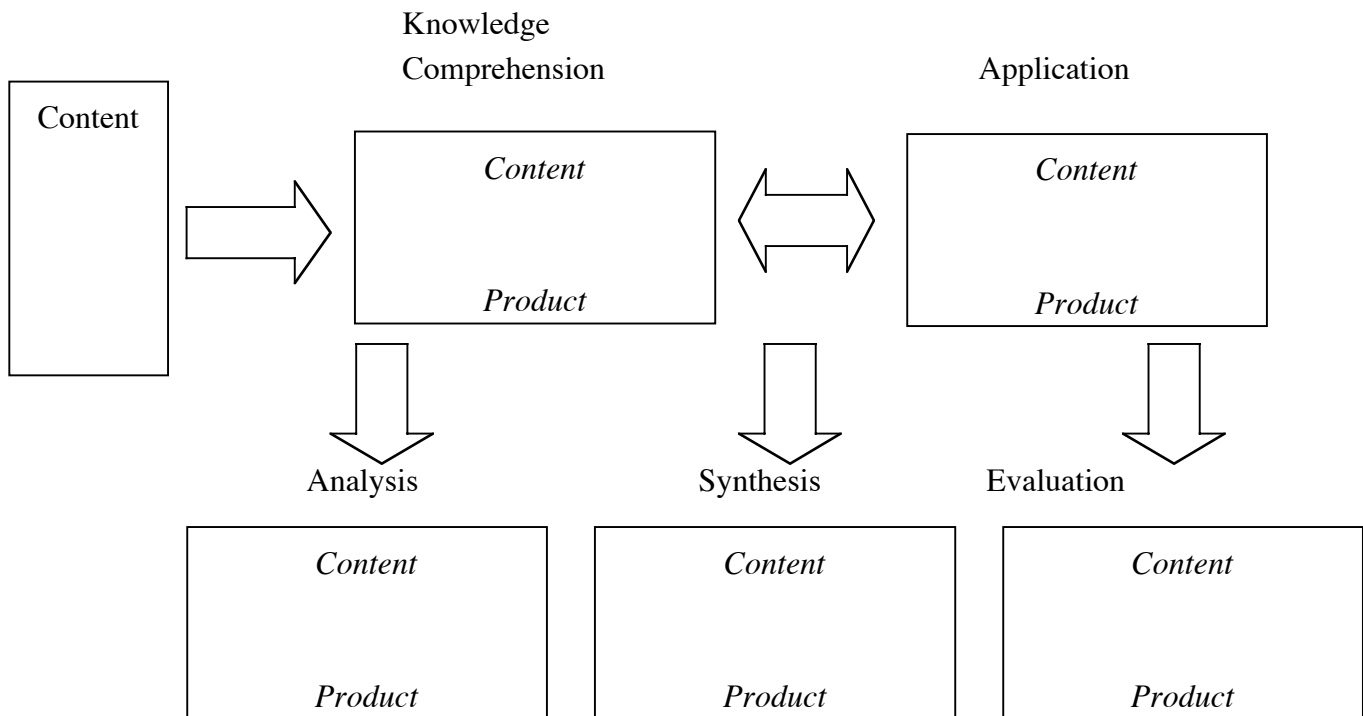 Knowledge
Comprehension
Application
Content
Content
Content
Product
Product
Analysis
Synthesis
Evaluation
Content
Content
Content
Product
Product
Product